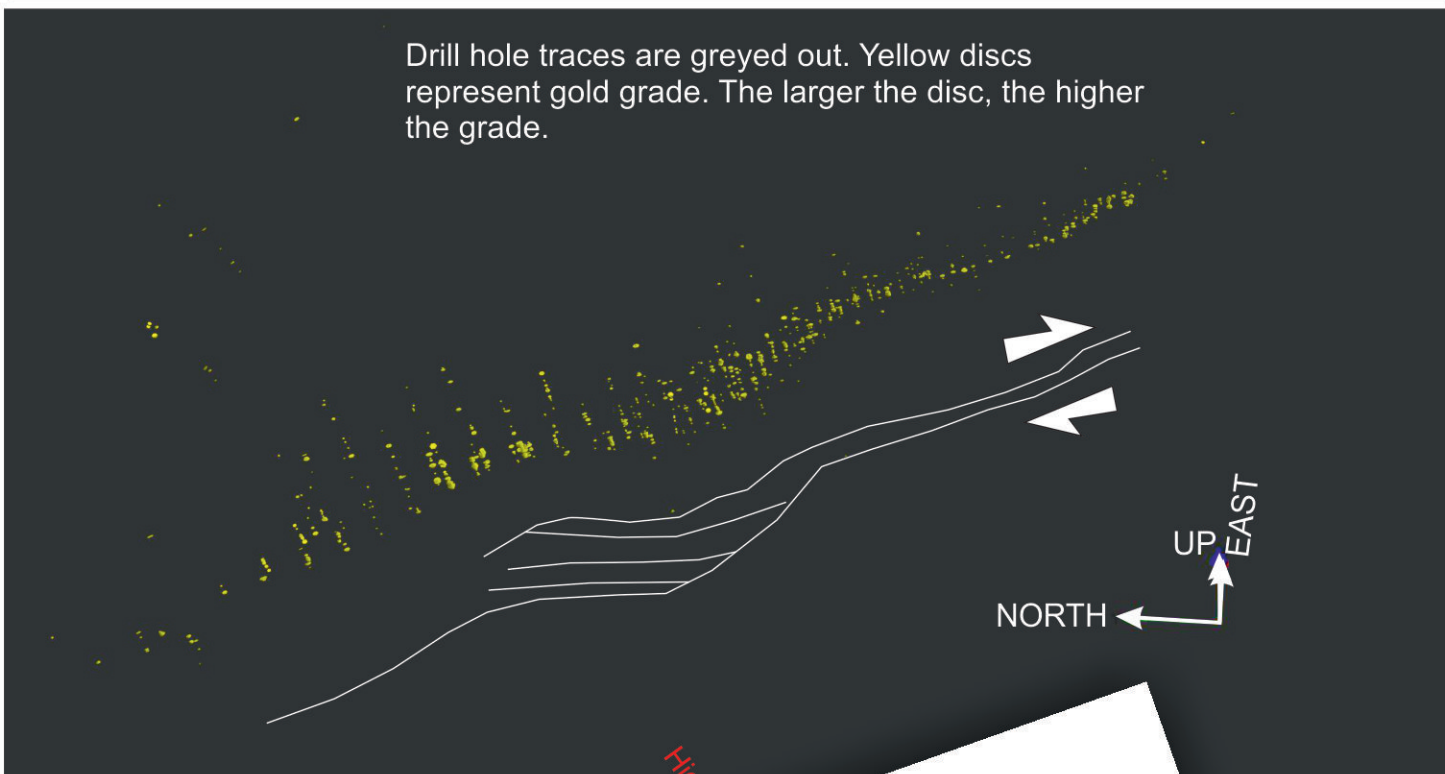 Drill hole traces are greyed out. Yellow discs
represent gold grade. The larger the disc, the higher
the grade.
UP
EAST
NORTH